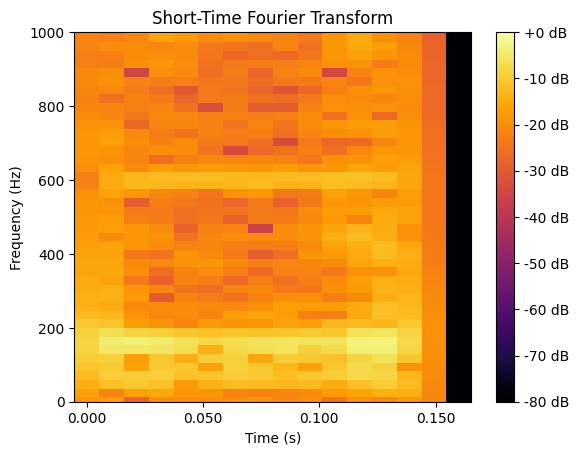 Short-Time Fourier Transform
Frequency (Hz)
1000
800
600
400
200
0
0.000
0.050
0.100
0.150
Time (s)
+0 dB
-10 dB
-20 dB
-30 dB
-40 dB
-50 dB
-60 dB
-70 dB
-80 dB